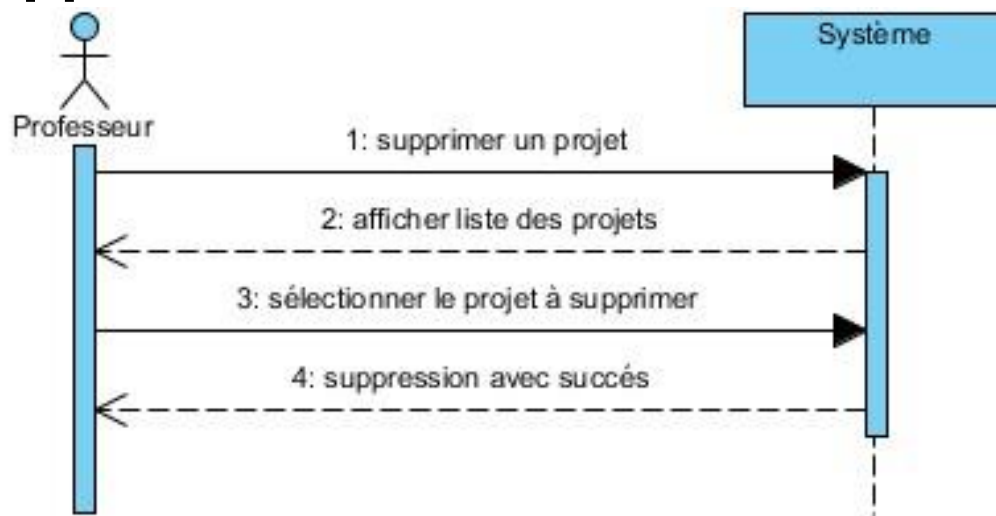 Système
Professeur
1: supprimer un projet
2: afficher liste des projets
3: sélectionner le projet à supprimer
4: suppression avec succés